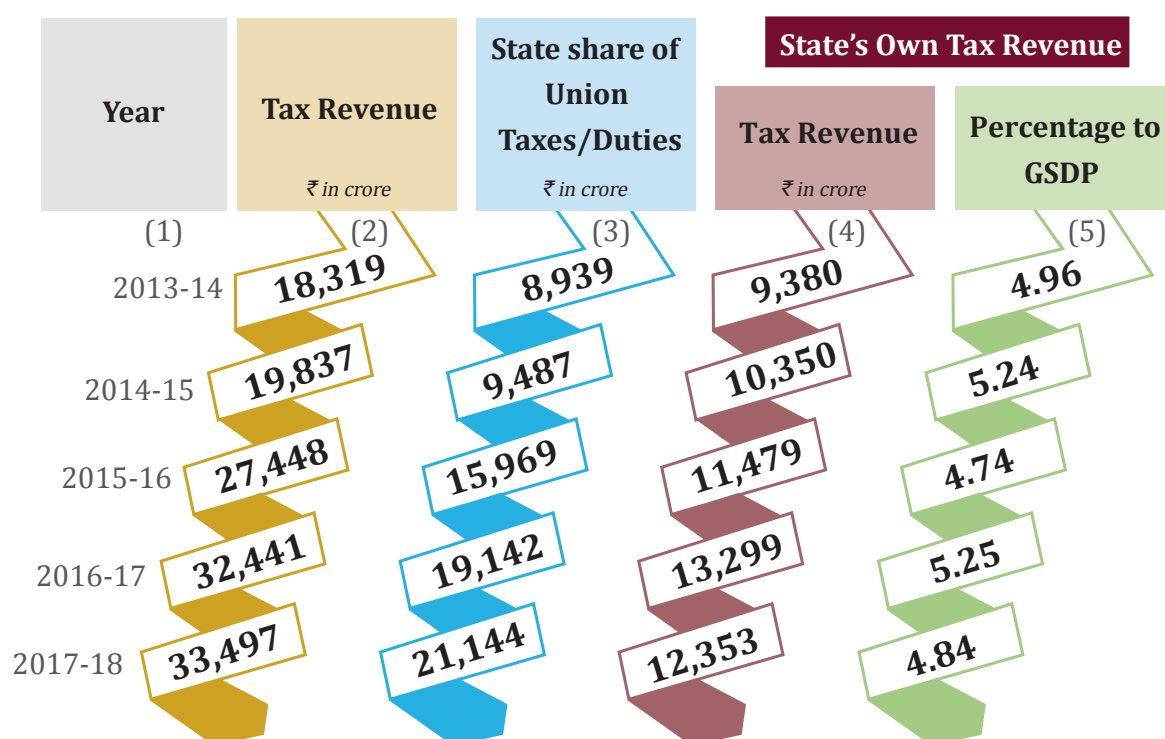 Year
Tax Revenue
₹ in crore
State share of
Union
Taxes/Duties
₹ in crore
State's Own Tax Revenue
Tax Revenue
₹ in crore
Percentage to
GSDP
(1) (2) (3) (4) (5)
2013-14 18,319 8,939 9,380 4.96
2014-15 19,837 9,487 10,350 5.24
2015-16 27,448 15,969 11,479 4.74
2016-17 32,441 19,142 13,299 5.25
2017-18 33,497 21,144 12,353 4.84